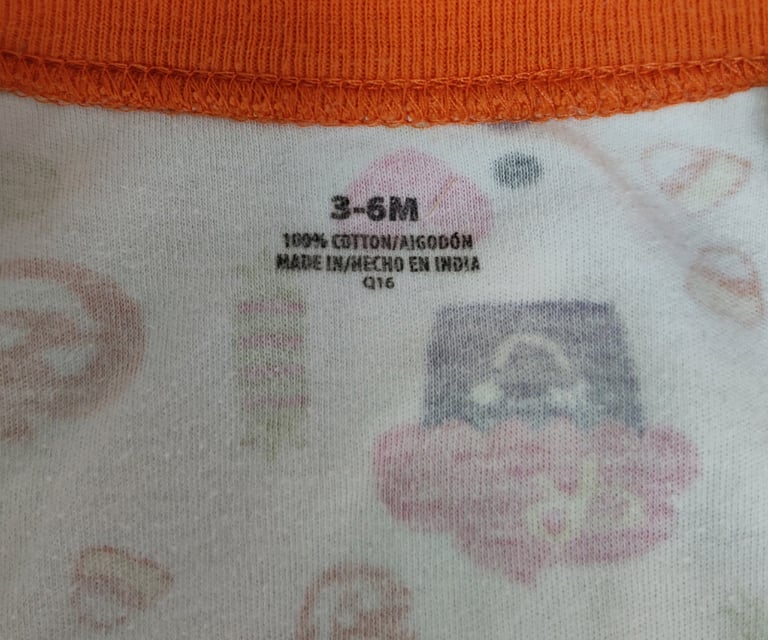 3-6M
100% COTTON/ALGODÓN
MADE IN/HECHO EN INDIA
Q16